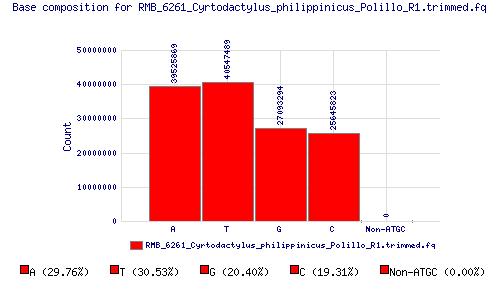 Base composition for RMB_6261_Cyrtodactylus_philippinicus_Polillo_R1.trimmed.fq
50000000
40000000
30000000
20000000
10000000
0
Count
39525869
40547489
27093294
25645823
0
A T G C Non-ATGC
RMB_6261_Cyrtodactylus_philippinicus_Polillo_R1.trimmed.fq
A (29.76%) T (30.53%) G (20.40%) C (19.31%) Non-ATGC (0.00%)